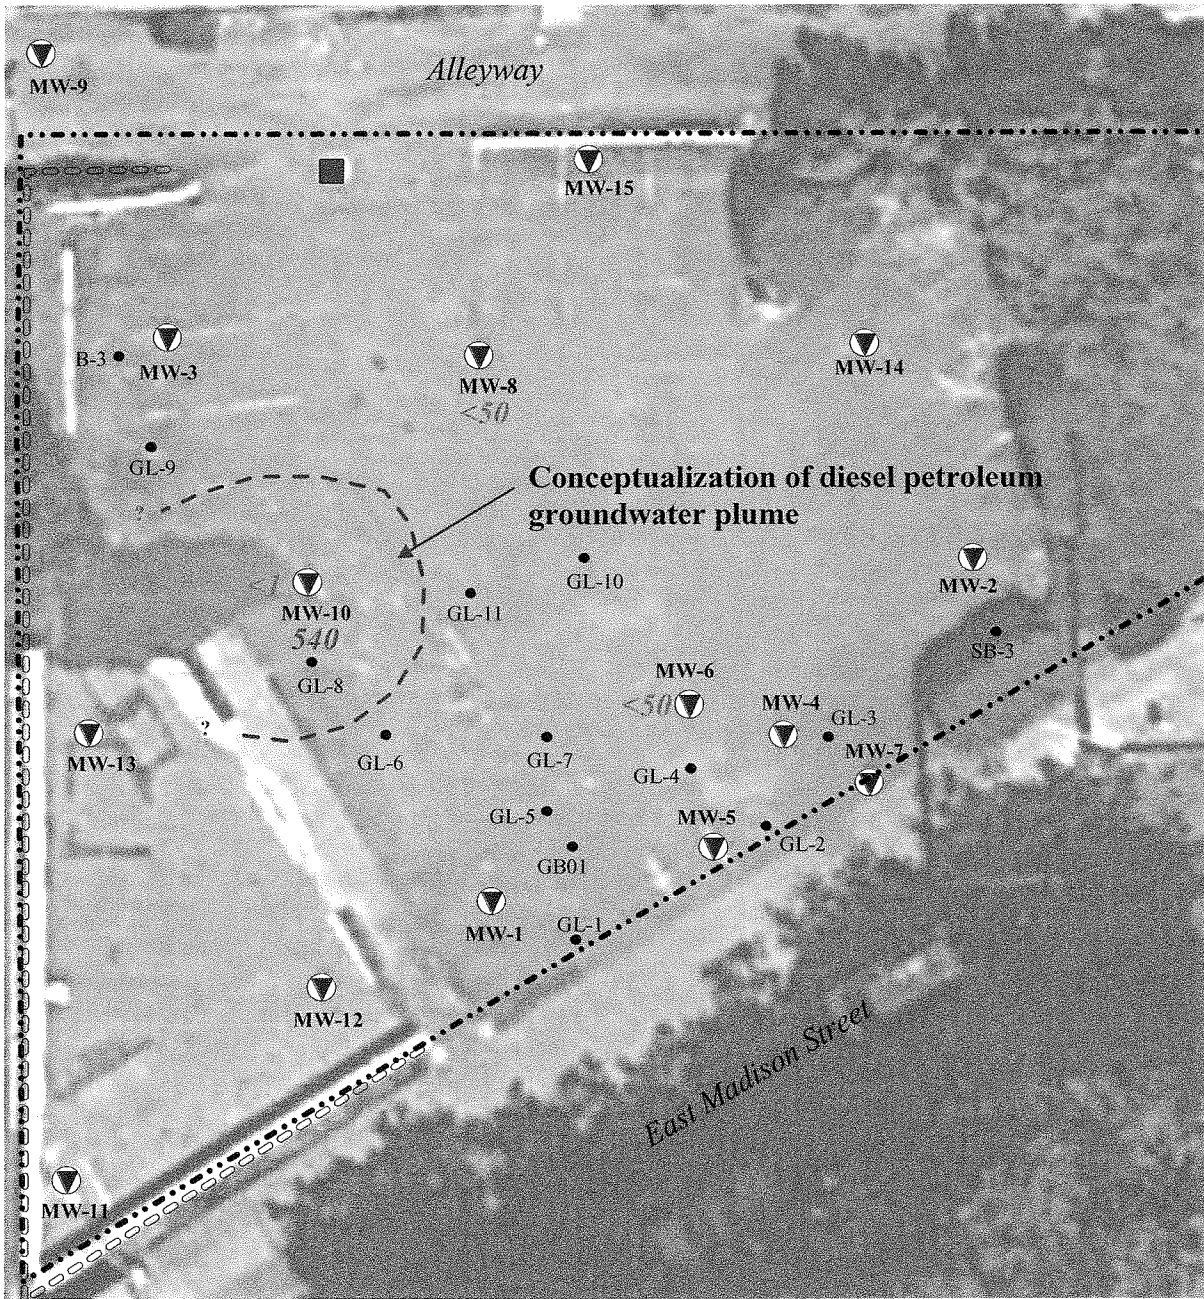 Alleyway
MW-9
MW-15
B-3
MW-3
MW-8
<50
MW-14
GL-9
Conceptualization of diesel petroleum
groundwater plume
?
GL-10
MW-2
<1
MW-10
GL-11
540
SB-3
GL-8
MW-6
<50
MW-4
GL-3
?
MW-13
GL-6
GL-7
MW-7
GL-4
GL-5
MW-5
GL-2
GB01
MW-1
GL-1
MW-12
East Madison Street
MW-11